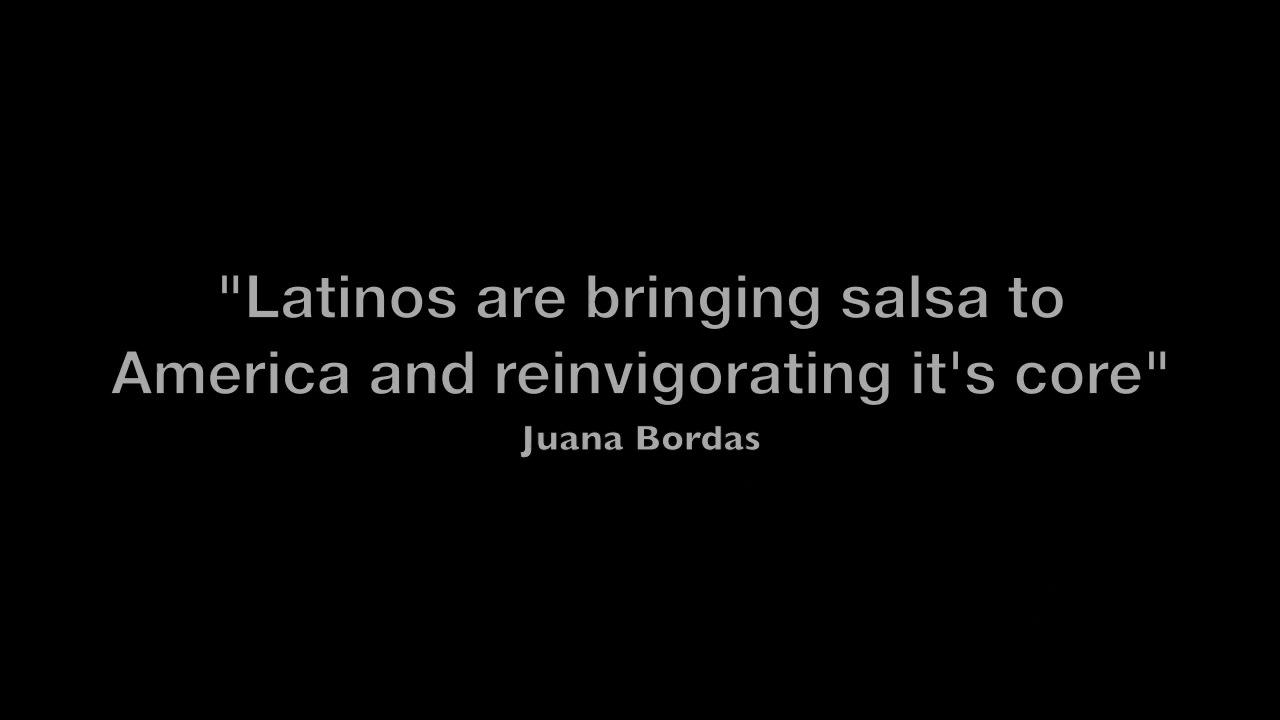 "Latinos are bringing salsa to
America and reinvigorating it's core"
Juana Bordas